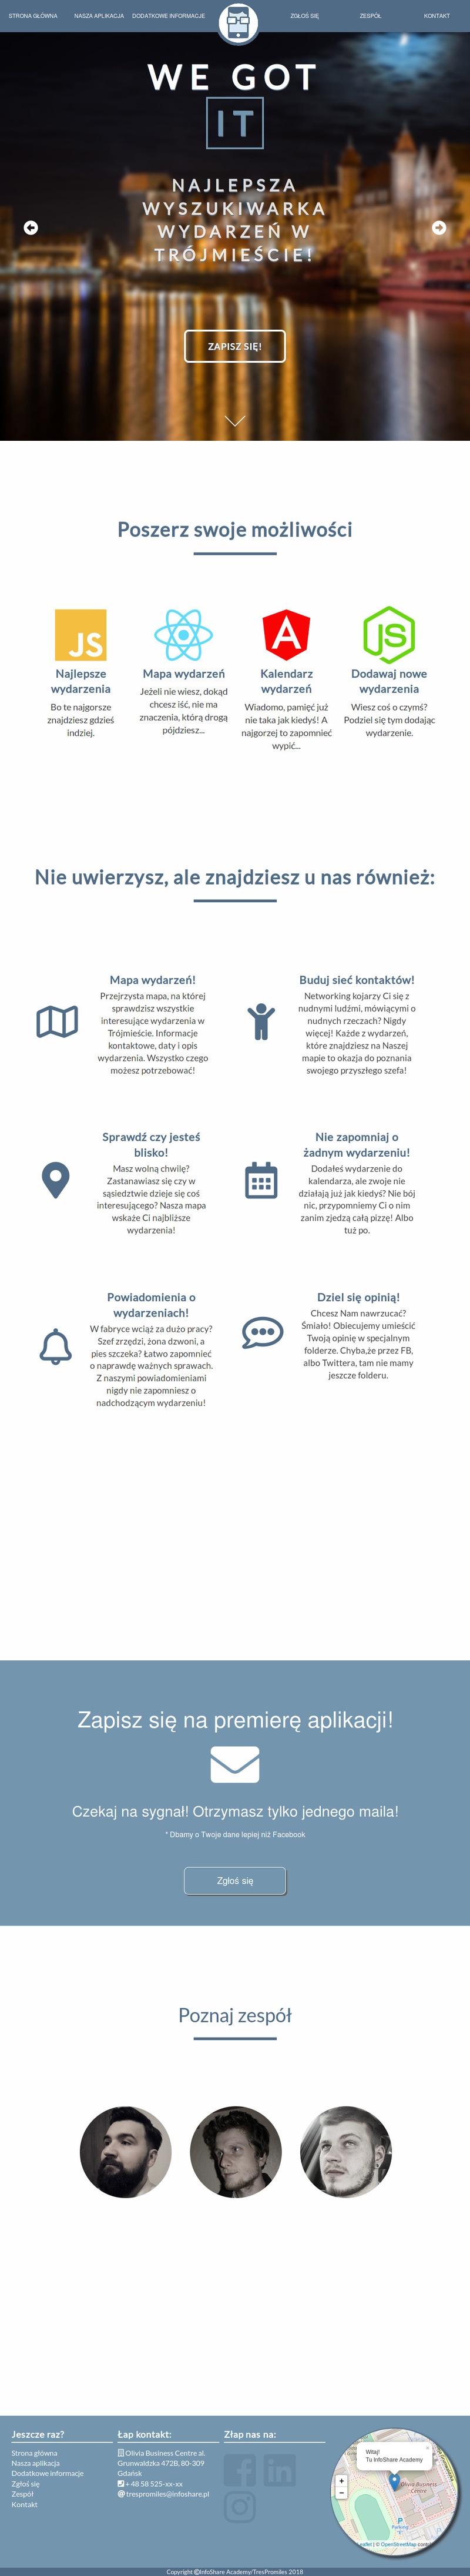 STRONA GŁÓWNA
NASZA APLIKACJA
DODATKOWE INFORMACJE
ZGŁOŚ SIĘ
ZESPÓŁ
KONTAKT
WE GOT
IT
NAJLEPSZA
WYSZUKIWARKA
WYDARZEŃ W
TRÓJMIEŚCIE!
ZAPISZ SIĘ!
Poszerz swoje możliwości
JS
JS
Najlepsze
wydarzenia
Bo te najgorsze
znajdziesz gdzieś
indziej.
Mapa wydarzeń
Jeżeli nie wiesz, dokąd
chcesz iść, nie ma
znaczenia, którą drogą
pójdziesz...
Kalendarz
wydarzeń
Wiadomo, pamięć już
nie taka jak kiedyś! A
najgorzej to zapomnieć
wypić...
Dodawaj nowe
wydarzenia
Wiesz coś o czymś?
Podziel się tym dodając
wydarzenie.
Nie uwierzysz, ale znajdziesz u nas również:
Mapa wydarzeń!
Przejrzysta mapa, na której
sprawdzisz wszystkie
interesujące wydarzenia w
Trójmieście. Informacje
kontaktowe, daty i opis
wydarzenia. Wszystko czego
możesz potrzebować!
Buduj sieć kontaktów!
Networking kojarzy Ci się z
nudnymi ludźmi, mówiącymi o
nudnych rzeczach? Nigdy
więcej! Każde z wydarzeń,
które znajdziesz na Naszej
mapie to okazja do poznania
swojego przyszłego szefa!
Sprawdź czy jesteś
blisko!
Masz wolną chwilę?
Zastanawiasz się czy w
sąsiedztwie dzieje się coś
interesującego? Nasza mapa
wskaże Ci najbliższe
wydarzenia!
Nie zapomniaj o
żadnym wydarzeniu!
Dodałeś wydarzenie do
kalendarza, ale zwoje nie
działają już jak kiedyś? Nie bój
nic, przypomniemy Ci o nim
zanim zjedzą całą pizzę! Albo
tuż po.
Powiadomienia o
wydarzeniach!
W fabryce wciąż za dużo pracy?
Szef zrzędzi, żona dzwoni, a
pies szczeka? Łatwo zapomnieć
o naprawdę ważnych sprawach.
Z naszymi powiadomieniami
nigdy nie zapomniesz o
nadchodzącym wydarzeniu!
Dziel się opinią!
Chcesz Nam nawrzucać?
Śmiało! Obiecujemy umieścić
Twoją opinię w specjalnym
folderze. Chyba,że przez FB,
albo Twittera, tam nie mamy
jeszcze folderu.
Zapisz się na premierę aplikacji!
Czekaj na sygnał! Otrzymasz tylko jednego maila!
* Dbamy o Twoje dane lepiej niż Facebook
Zgłoś się
Poznaj zespół
Jeszcze raz?
Strona główna
Nasza aplikacja
Dodatkowe informacje
Zgłoś się
Zespół
Kontakt
Łap kontakt:
Olivia Business Centre al.
Grunwaldzka 472B, 80-309
Gdańsk
+48 58 525-xx-xx
trespromiles@infoshare.pl
Złap nas na:
Witaj!
Tu InfoShare Academy
×
+
−
Olivia Business
Centre
P
Parking
Leaflet | © OpenStreetMap contri
Copyright ©InfoShare Academy/TresPromiles 2018